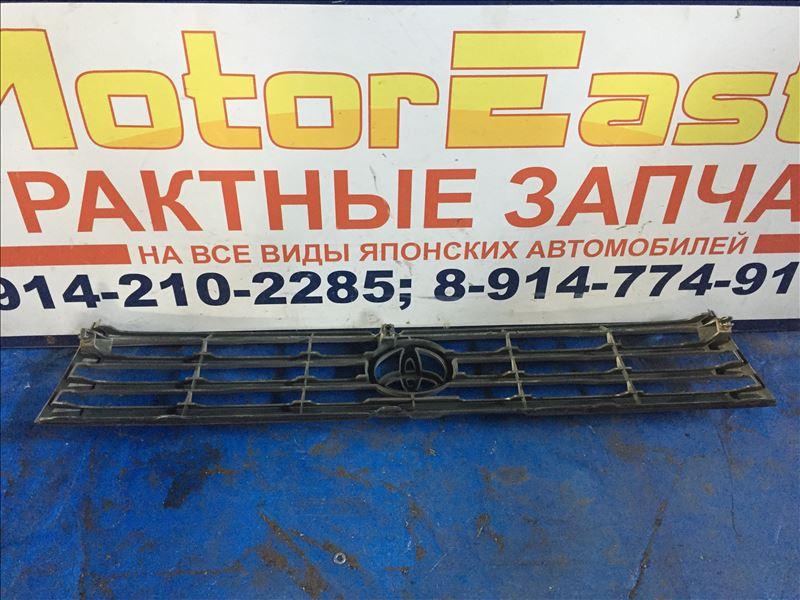 MotorEast
РАКТНЫЕ ЗАПЧА
НА ВСЕ ВИДЫ ЯПОНСКИХ АВТОМОБИЛЕЙ
914-210-2285; 8-914-774-91